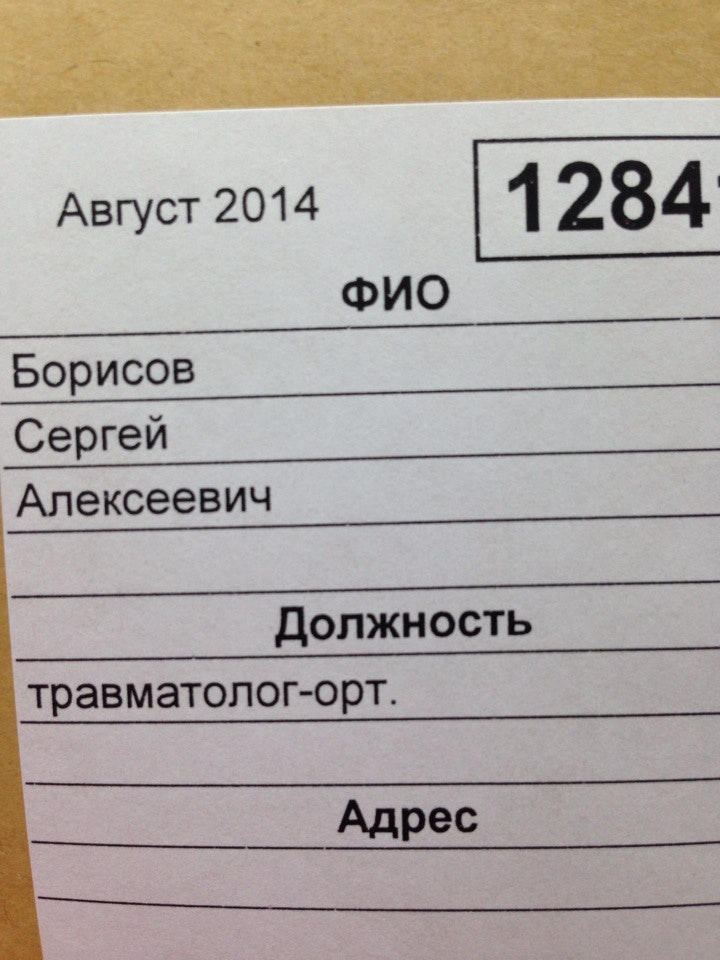 Август 2014
1284
ФИО
Борисов
Сергей
Алексеевич
Должность
травматолог-орт.
Адрес